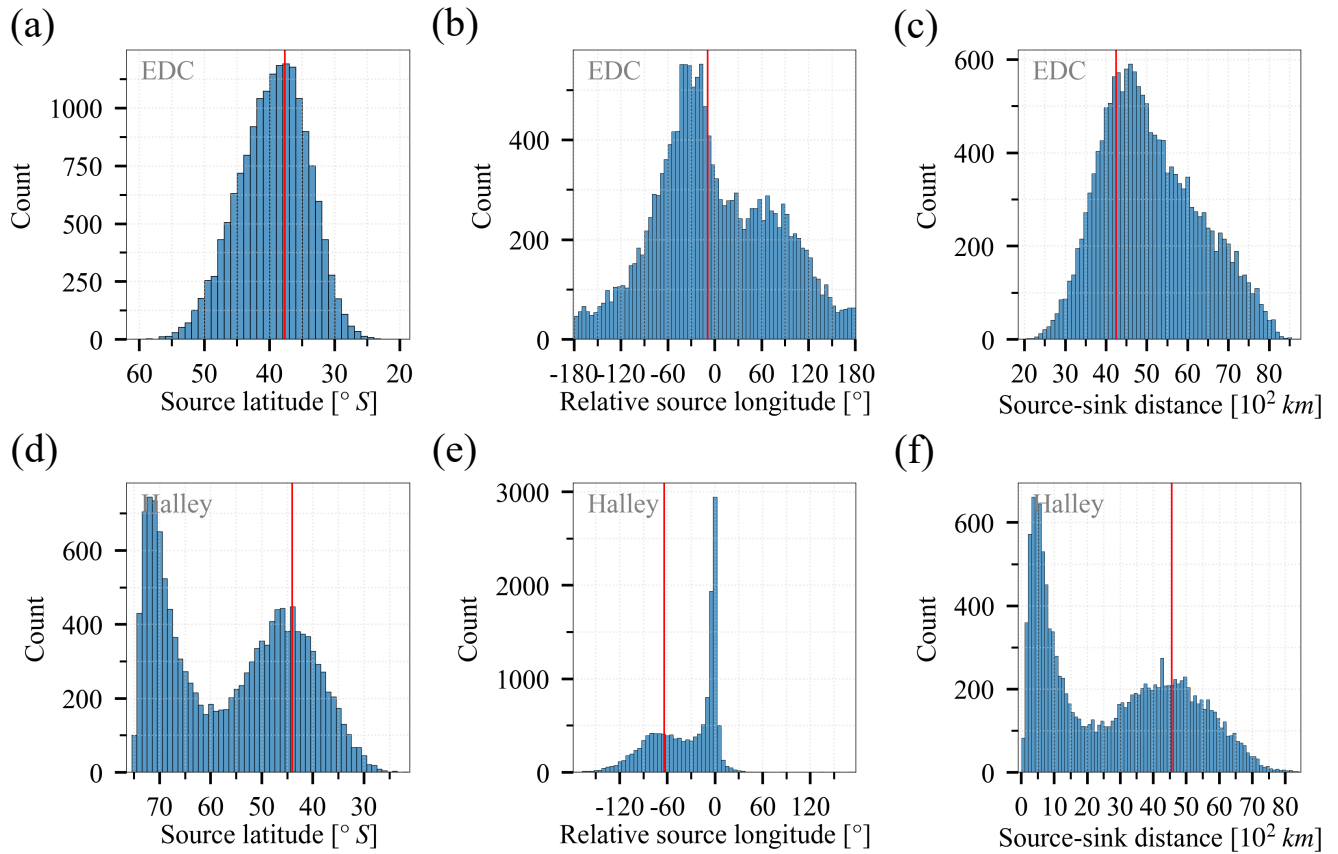 (a)
EDC
Count
1000
750
500
250
0
60 50 40 30 20
Source latitude [° S]
(b)
EDC
Count
400
200
0
-180 -120 -60 0 60 120 180
Relative source longitude [°]
(c)
EDC
Count
600
400
200
0
20 30 40 50 60 70 80
Source-sink distance [10² km]
(d)
Halley
Count
600
400
200
0
70 60 50 40 30
Source latitude [° S]
(e)
Halley
Count
3000
2000
1000
0
-120 -60 0 60 120
Relative source longitude [°]
(f)
Halley
Count
600
400
200
0
0 10 20 30 40 50 60 70 80
Source-sink distance [10² km]